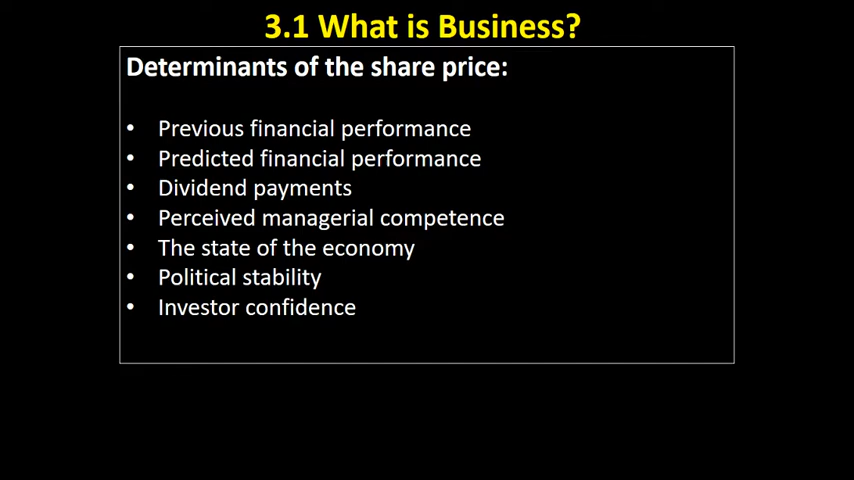 3.1 What is Business?
Determinants of the share price:
• Previous financial performance
• Predicted financial performance
• Dividend payments
• Perceived managerial competence
• The state of the economy
• Political stability
• Investor confidence